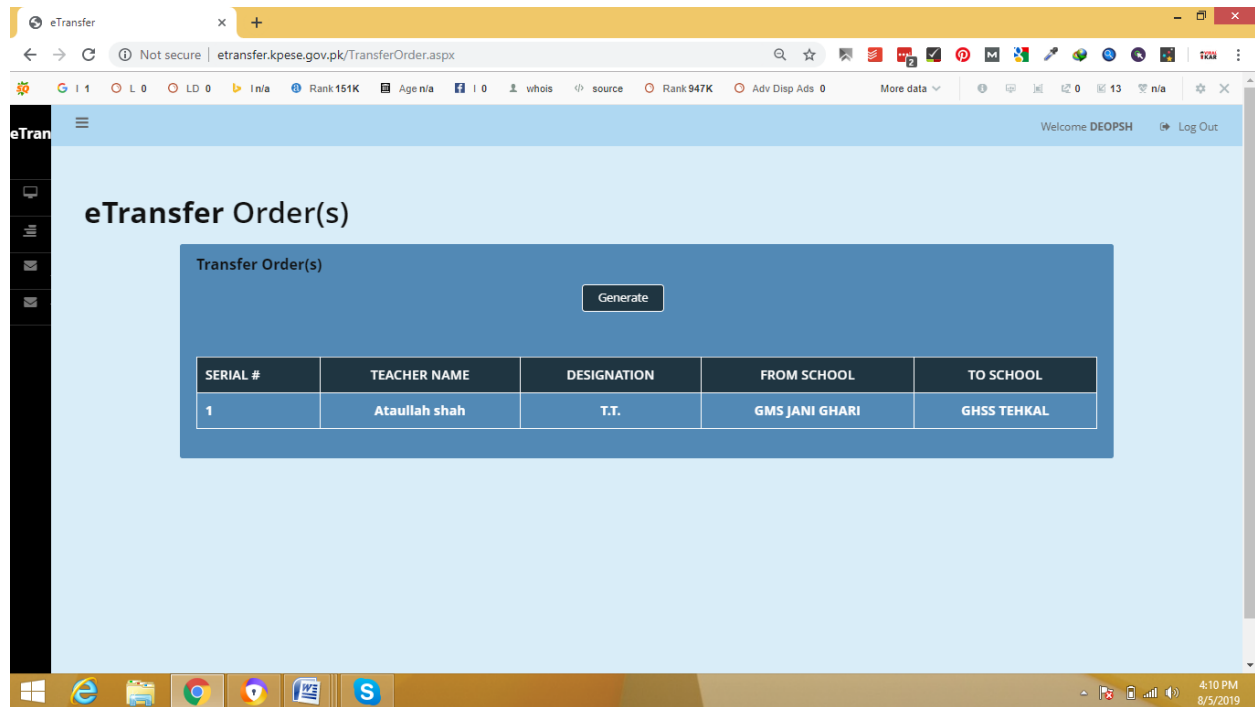 eTransfer
Not secure | etransfer.kpese.gov.pk/TransferOrder.aspx
2
G I 1 O L 0 O LD 0 I n/a Rank 151K Age n/a I 0 whois </> source O Rank 947K O Adv Disp Ads 0 More data 0 13 n/a
eTran
Welcome DEOPSH Log Out
eTransfer Order(s)
Transfer Order(s)
Generate
SERIAL # TEACHER NAME DESIGNATION FROM SCHOOL TO SCHOOL
1 Ataullah shah T.T. GMS JANI GHARI GHSS TEHKAL
4:10 PM
8/5/2019